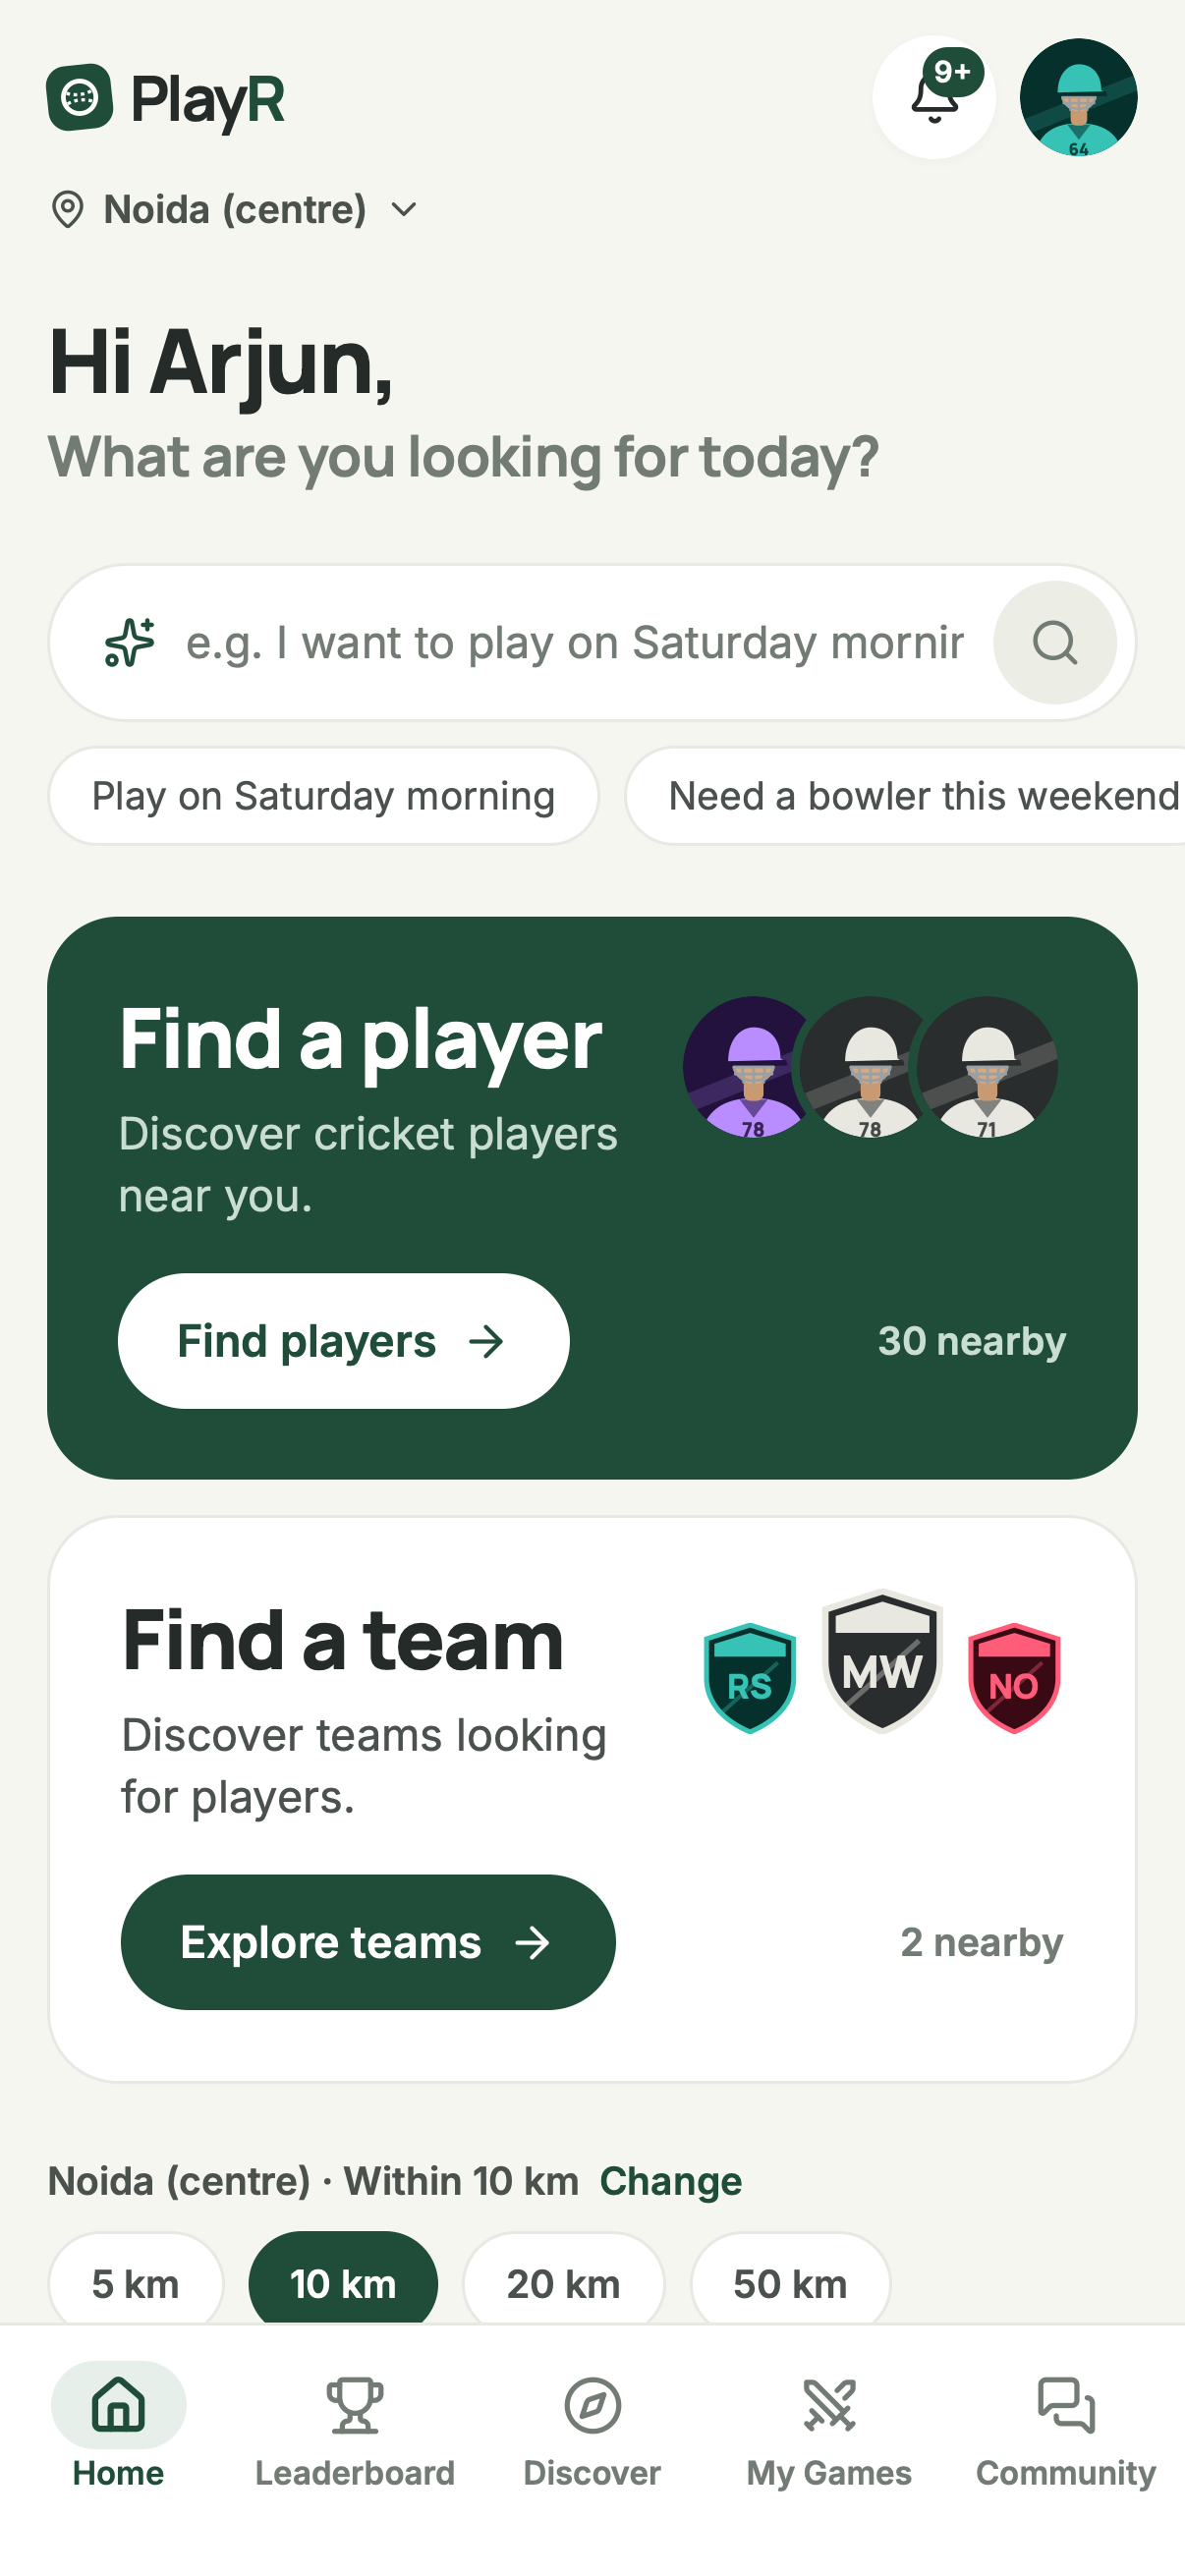 PlayR
9+
64
Noida (centre)
Hi Arjun,
What are you looking for today?
e.g. I want to play on Saturday mornir
Play on Saturday morning
Need a bowler this weekend
Find a player
78
78
71
Discover cricket players
near you.
Find players
30 nearby
Find a team
RS
MW
NO
Discover teams looking
for players.
Explore teams
2 nearby
Noida (centre) · Within 10 km Change
5 km
10 km
20 km
50 km
Home
Leaderboard
Discover
My Games
Community